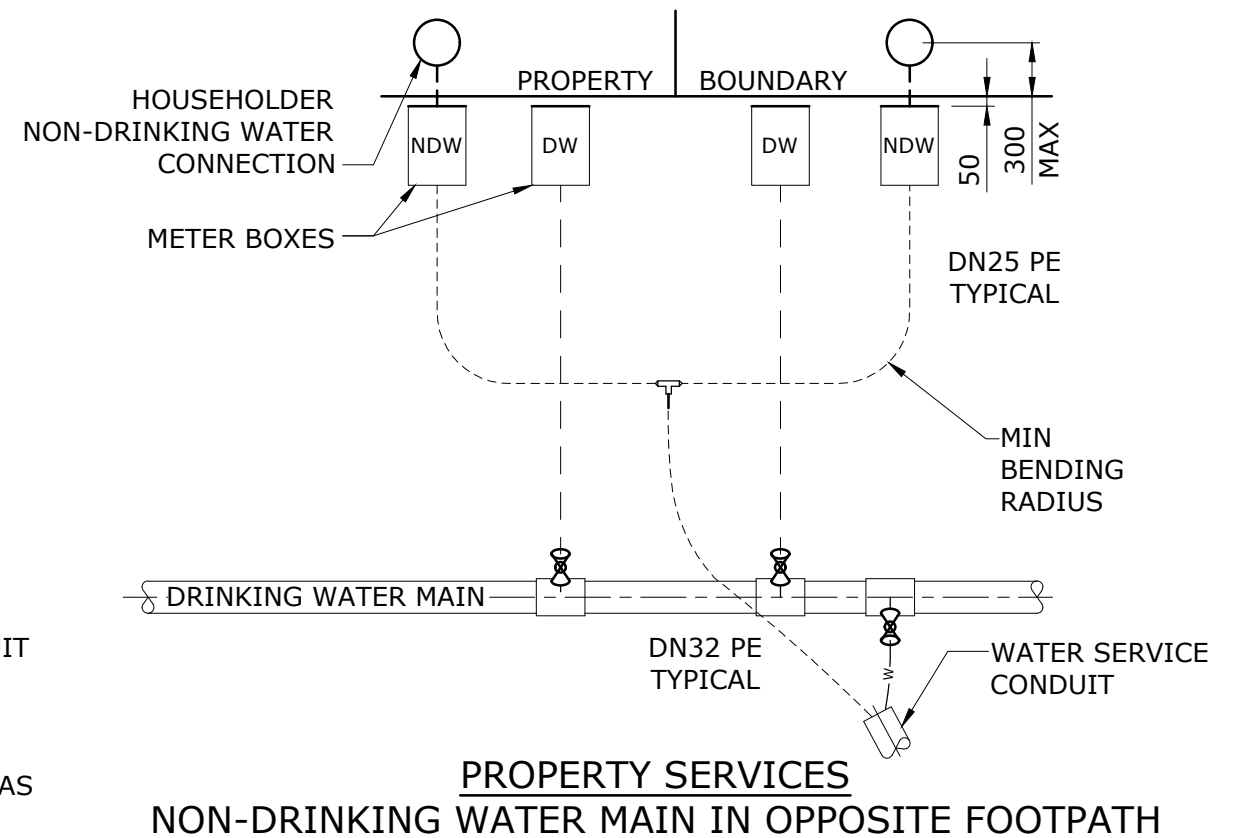 PROPERTY BOUNDARY
HOUSEHOLDER
NON-DRINKING WATER
CONNECTION
NDW
DW
DW
NDW
50
300
MAX
METER BOXES
DN25 PE
TYPICAL
MIN
BENDING
RADIUS
DRINKING WATER MAIN
UIT
DN32 PE
TYPICAL
W
WATER SERVICE
CONDUIT
AS
PROPERTY SERVICES
NON-DRINKING WATER MAIN IN OPPOSITE FOOTPATH